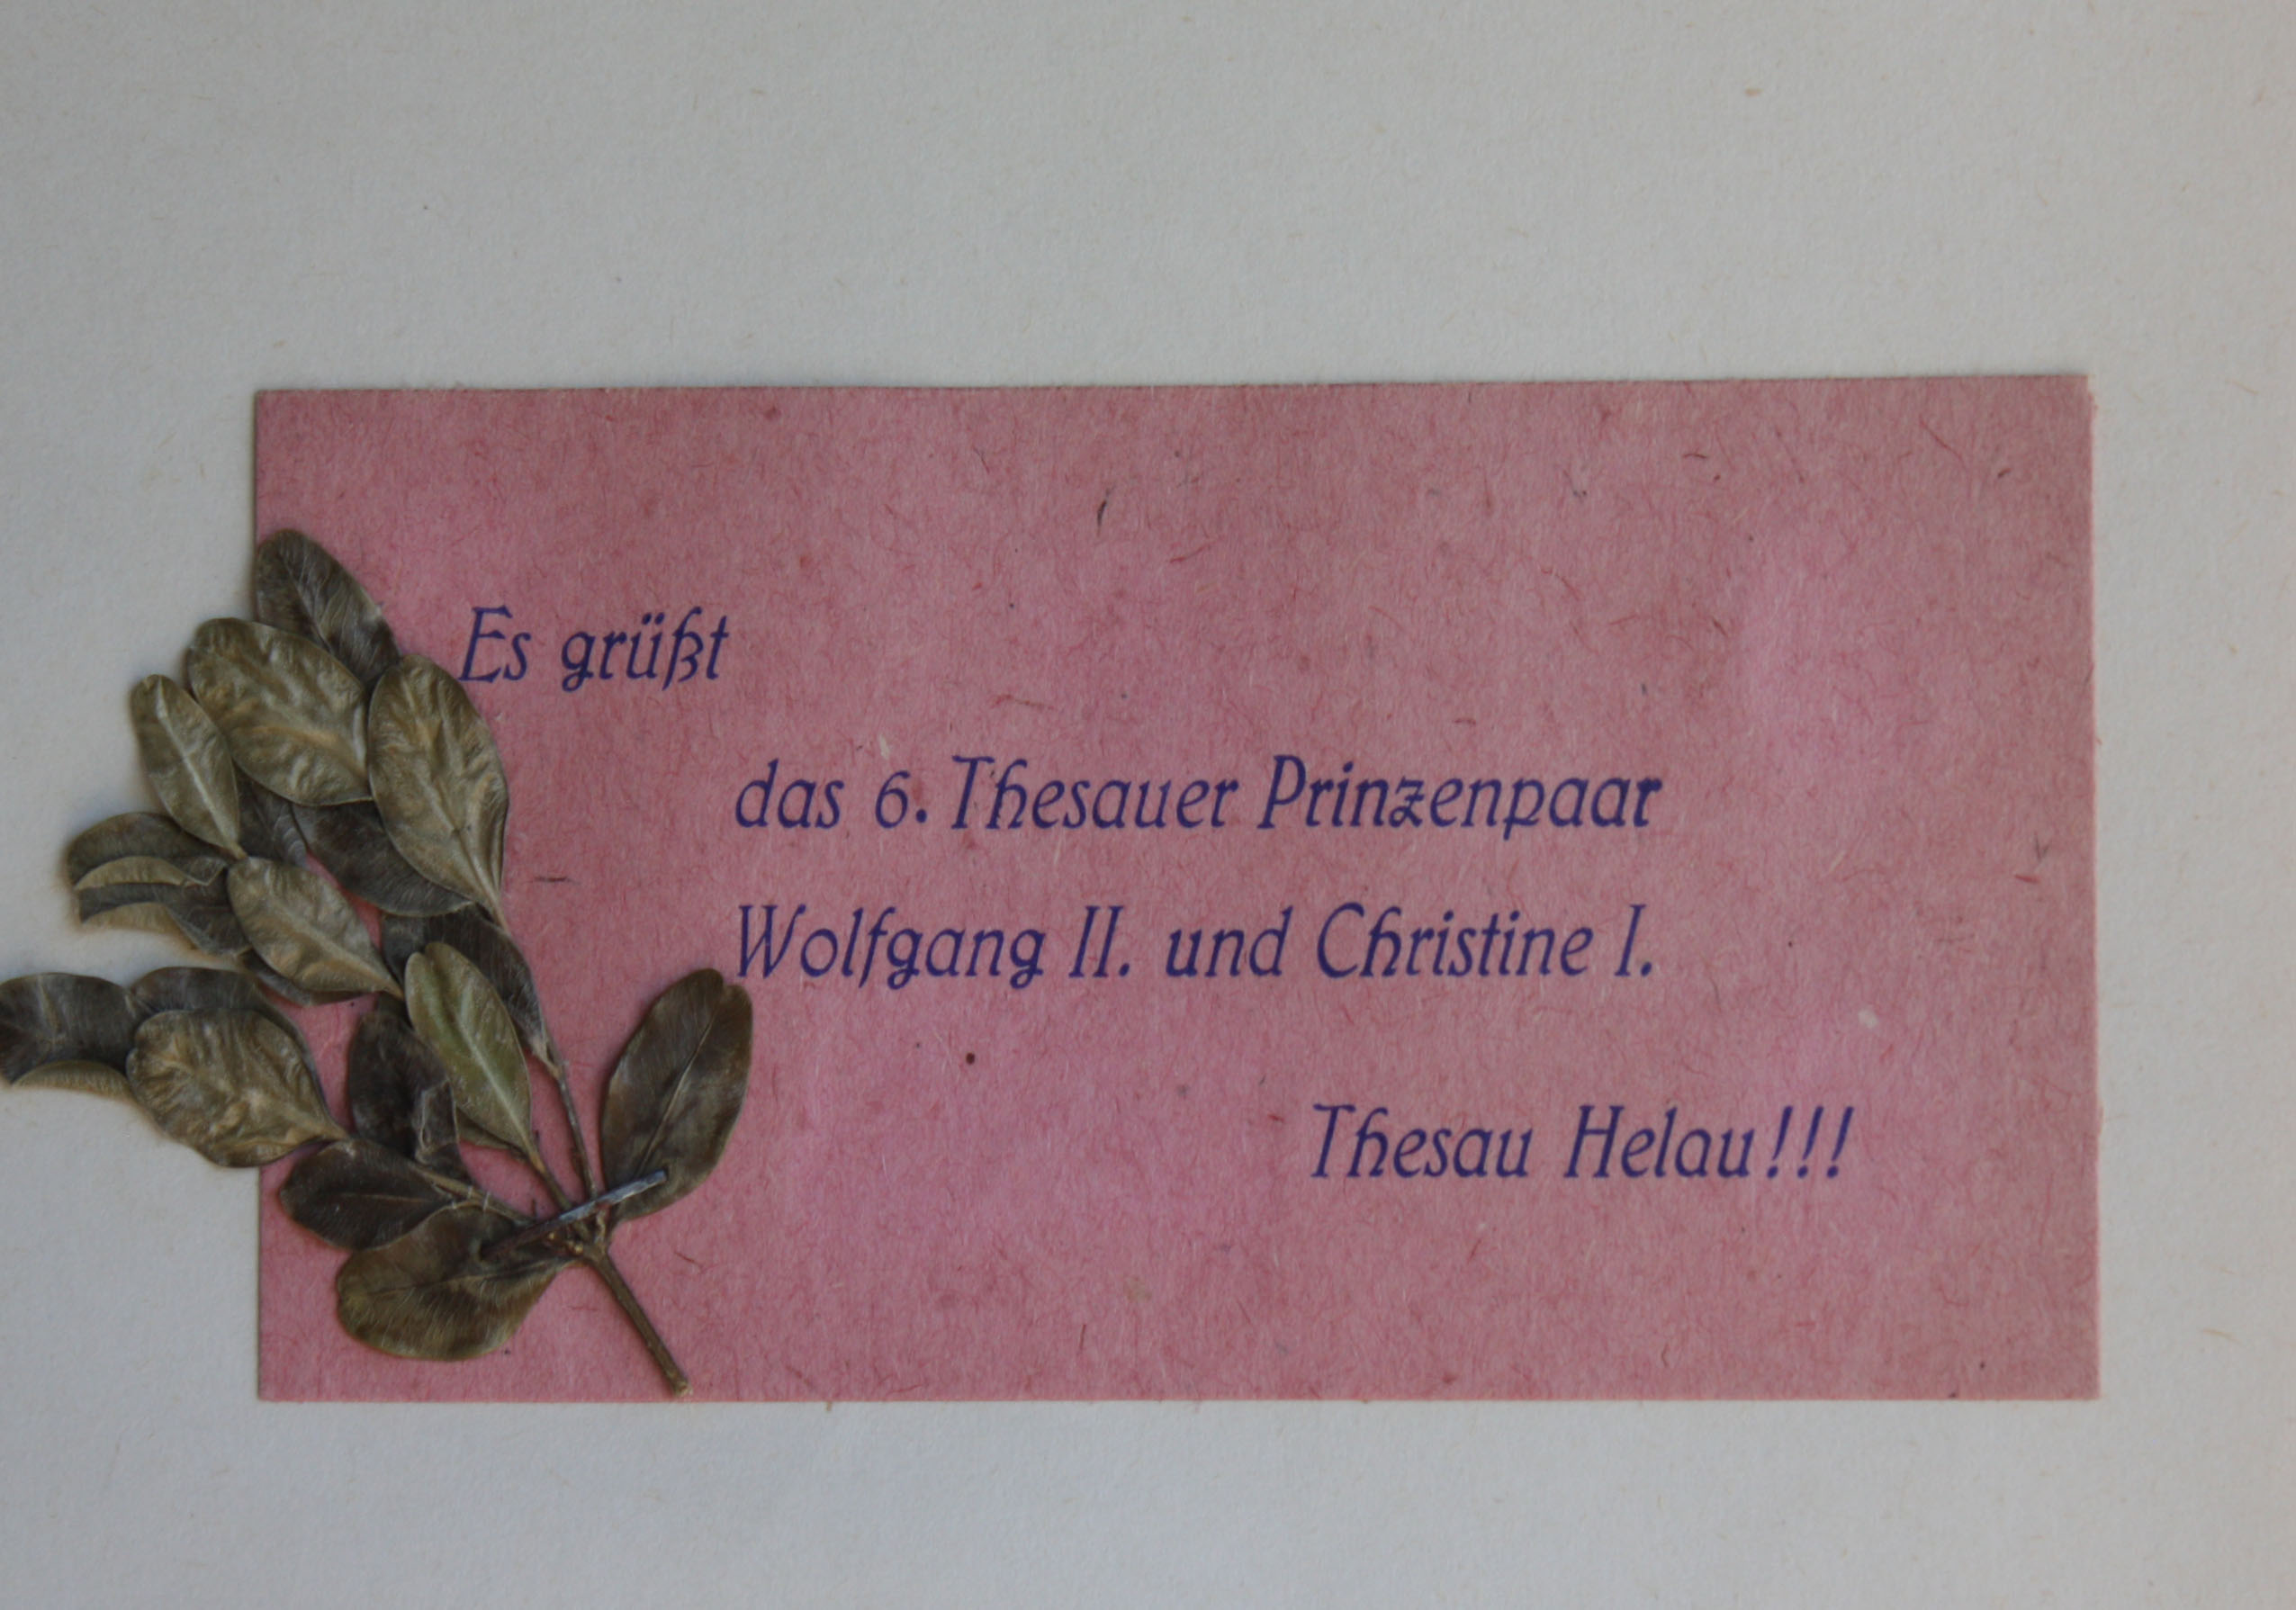 Es grüßt
das 6. Thesauer Prinzenpaar
Wolfgang II. und Christine I.
Thesau Helau!!!